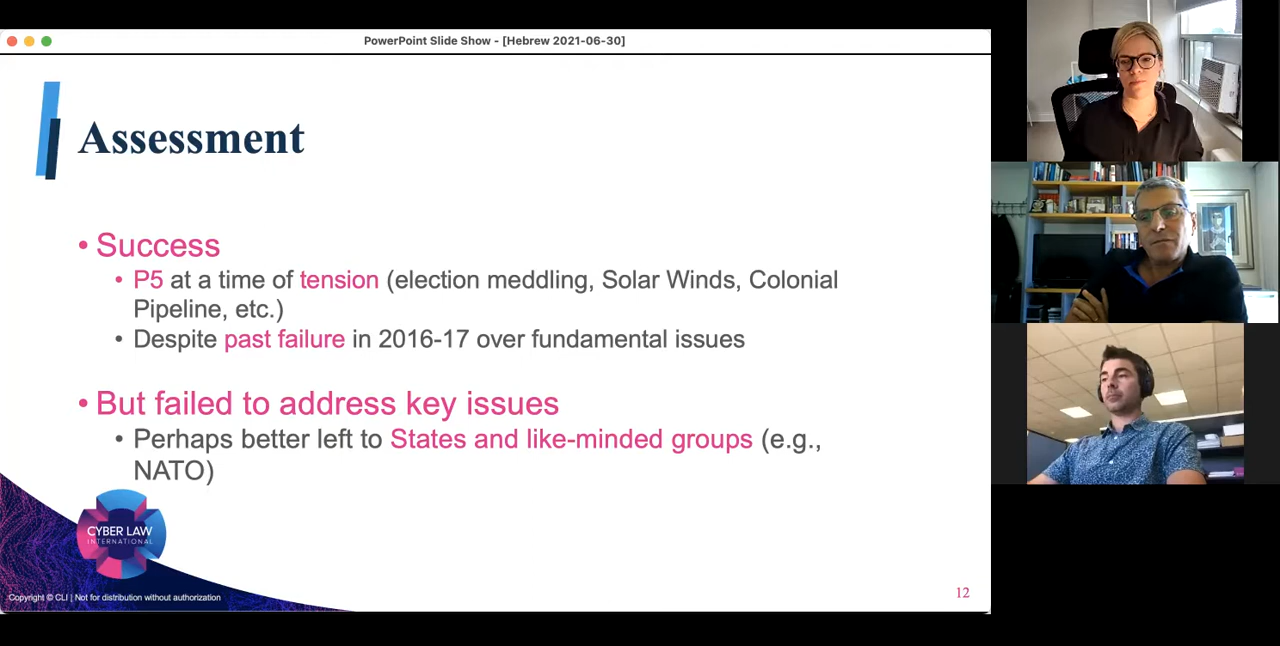 PowerPoint Slide Show - [Hebrew 2021-06-30]
Assessment
• Success
• P5 at a time of tension (election meddling, Solar Winds, Colonial
Pipeline, etc.)
• Despite past failure in 2016-17 over fundamental issues
• But failed to address key issues
• Perhaps better left to States and like-minded groups (e.g.,
NATO)
CYBER LAW
INTERNATIONAL
Copyright © CLI | Not for distribution without authorization
12